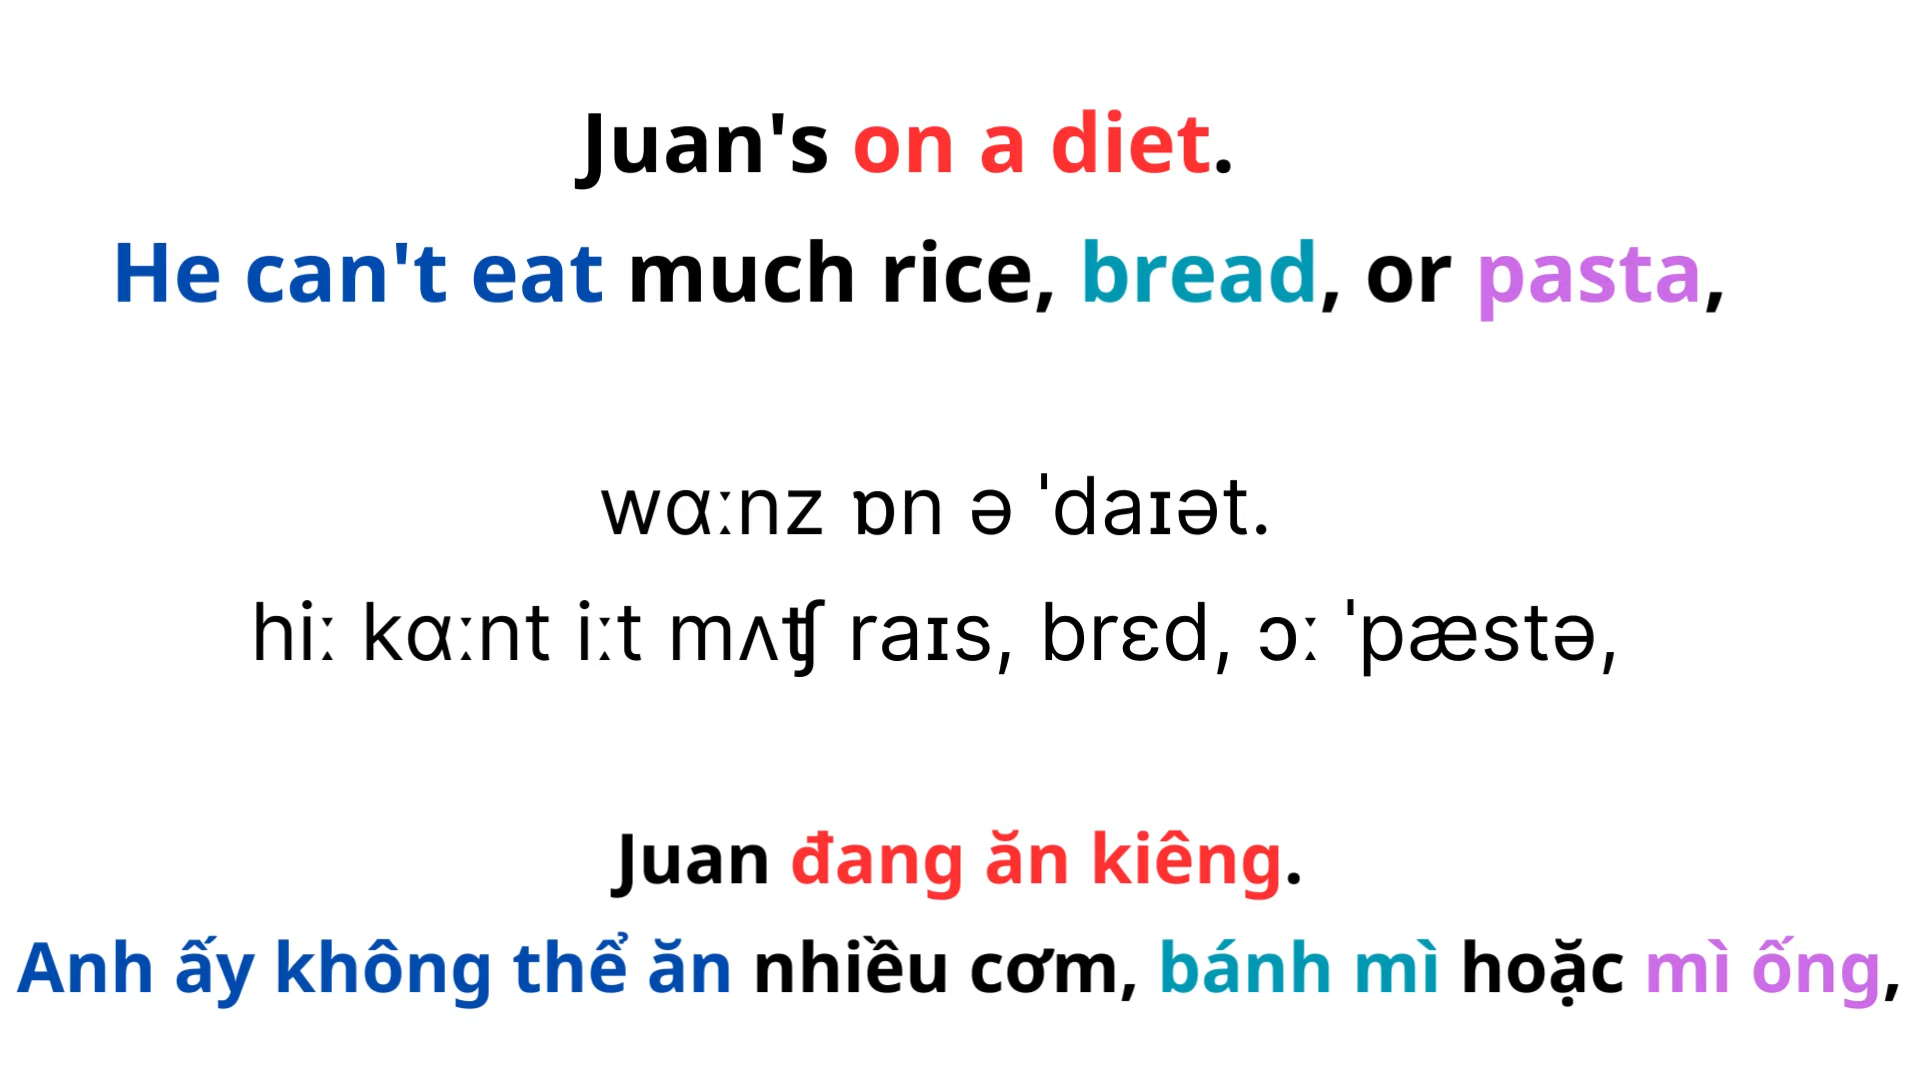 Juan's on a diet.
He can't eat much rice, bread, or pasta,
wɑːnz ɒn ə ˈdaɪət.
hiː kɑːnt iːt mʌʧ raɪs, brɛd, ɔː ˈpæstə,
Juan đang ăn kiêng.
Anh ấy không thể ăn nhiều cơm, bánh mì hoặc mì ống,